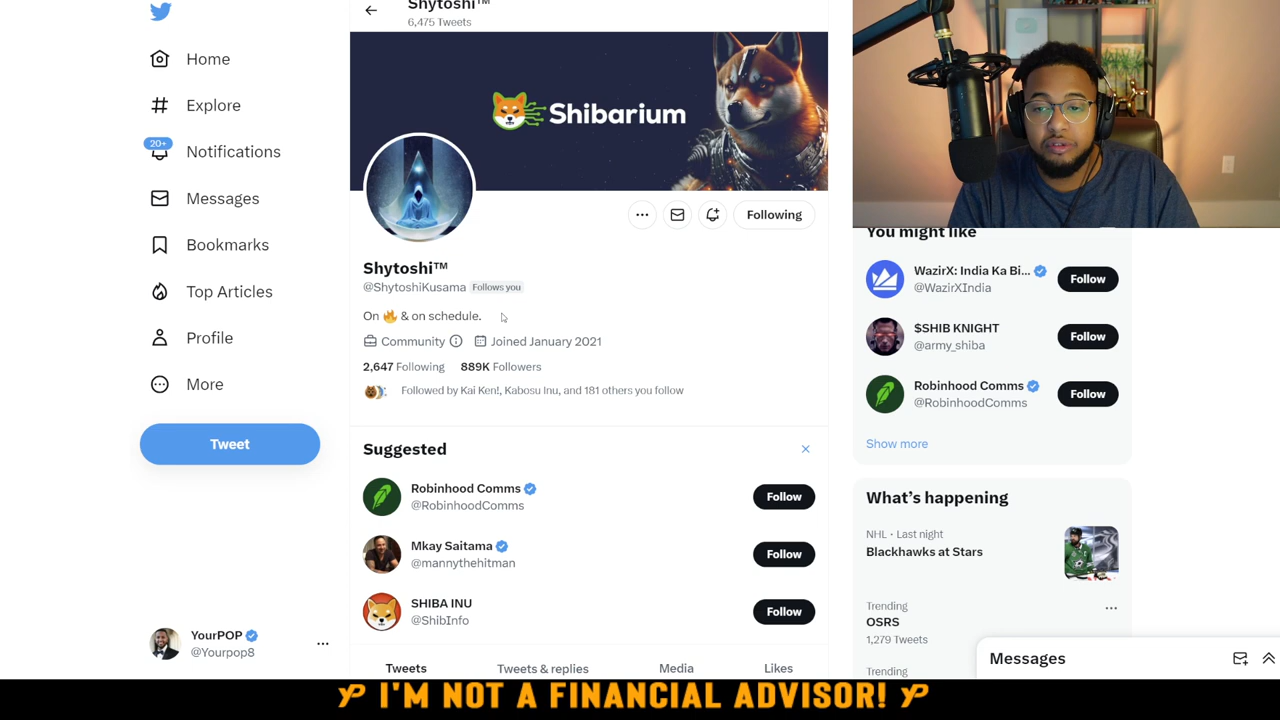 Home
Explore
20+
Notifications
Messages
Bookmarks
Top Articles
Profile
More
Tweet
YourPOP
@Yourpop8
Shytoshi™
6,475 Tweets
Shibarium
Following
Shytoshi™
@ShytoshiKusama Follows you
On 🔥 & on schedule.
Community Joined January 2021
2,647 Following 889K Followers
Followed by Kai Ken!, Kabosu Inu, and 181 others you follow
Suggested
Robinhood Comms
@RobinhoodComms
Follow
Mkay Saitama
@mannythehitman
Follow
SHIBA INU
@ShibInfo
Follow
Tweets Tweets & replies Media Likes
You might like
WazirX: India Ka Bi...
@WazirXIndia
Follow
$SHIB KNIGHT
@army_shiba
Follow
Robinhood Comms
@RobinhoodComms
Follow
Show more
What's happening
NHL · Last night
Blackhawks at Stars
Trending
OSRS
1,279 Tweets
Trending
Messages
YP I'M NOT A FINANCIAL ADVISOR! YP